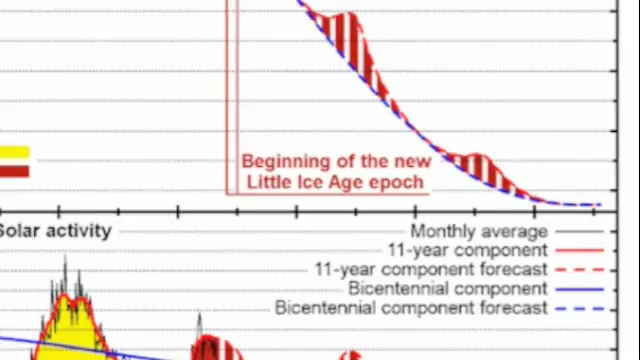 Beginning of the new
Little Ice Age epoch
Solar activity
Monthly average
11-year component
11-year component forecast
Bicentennial component
Bicentennial component forecast